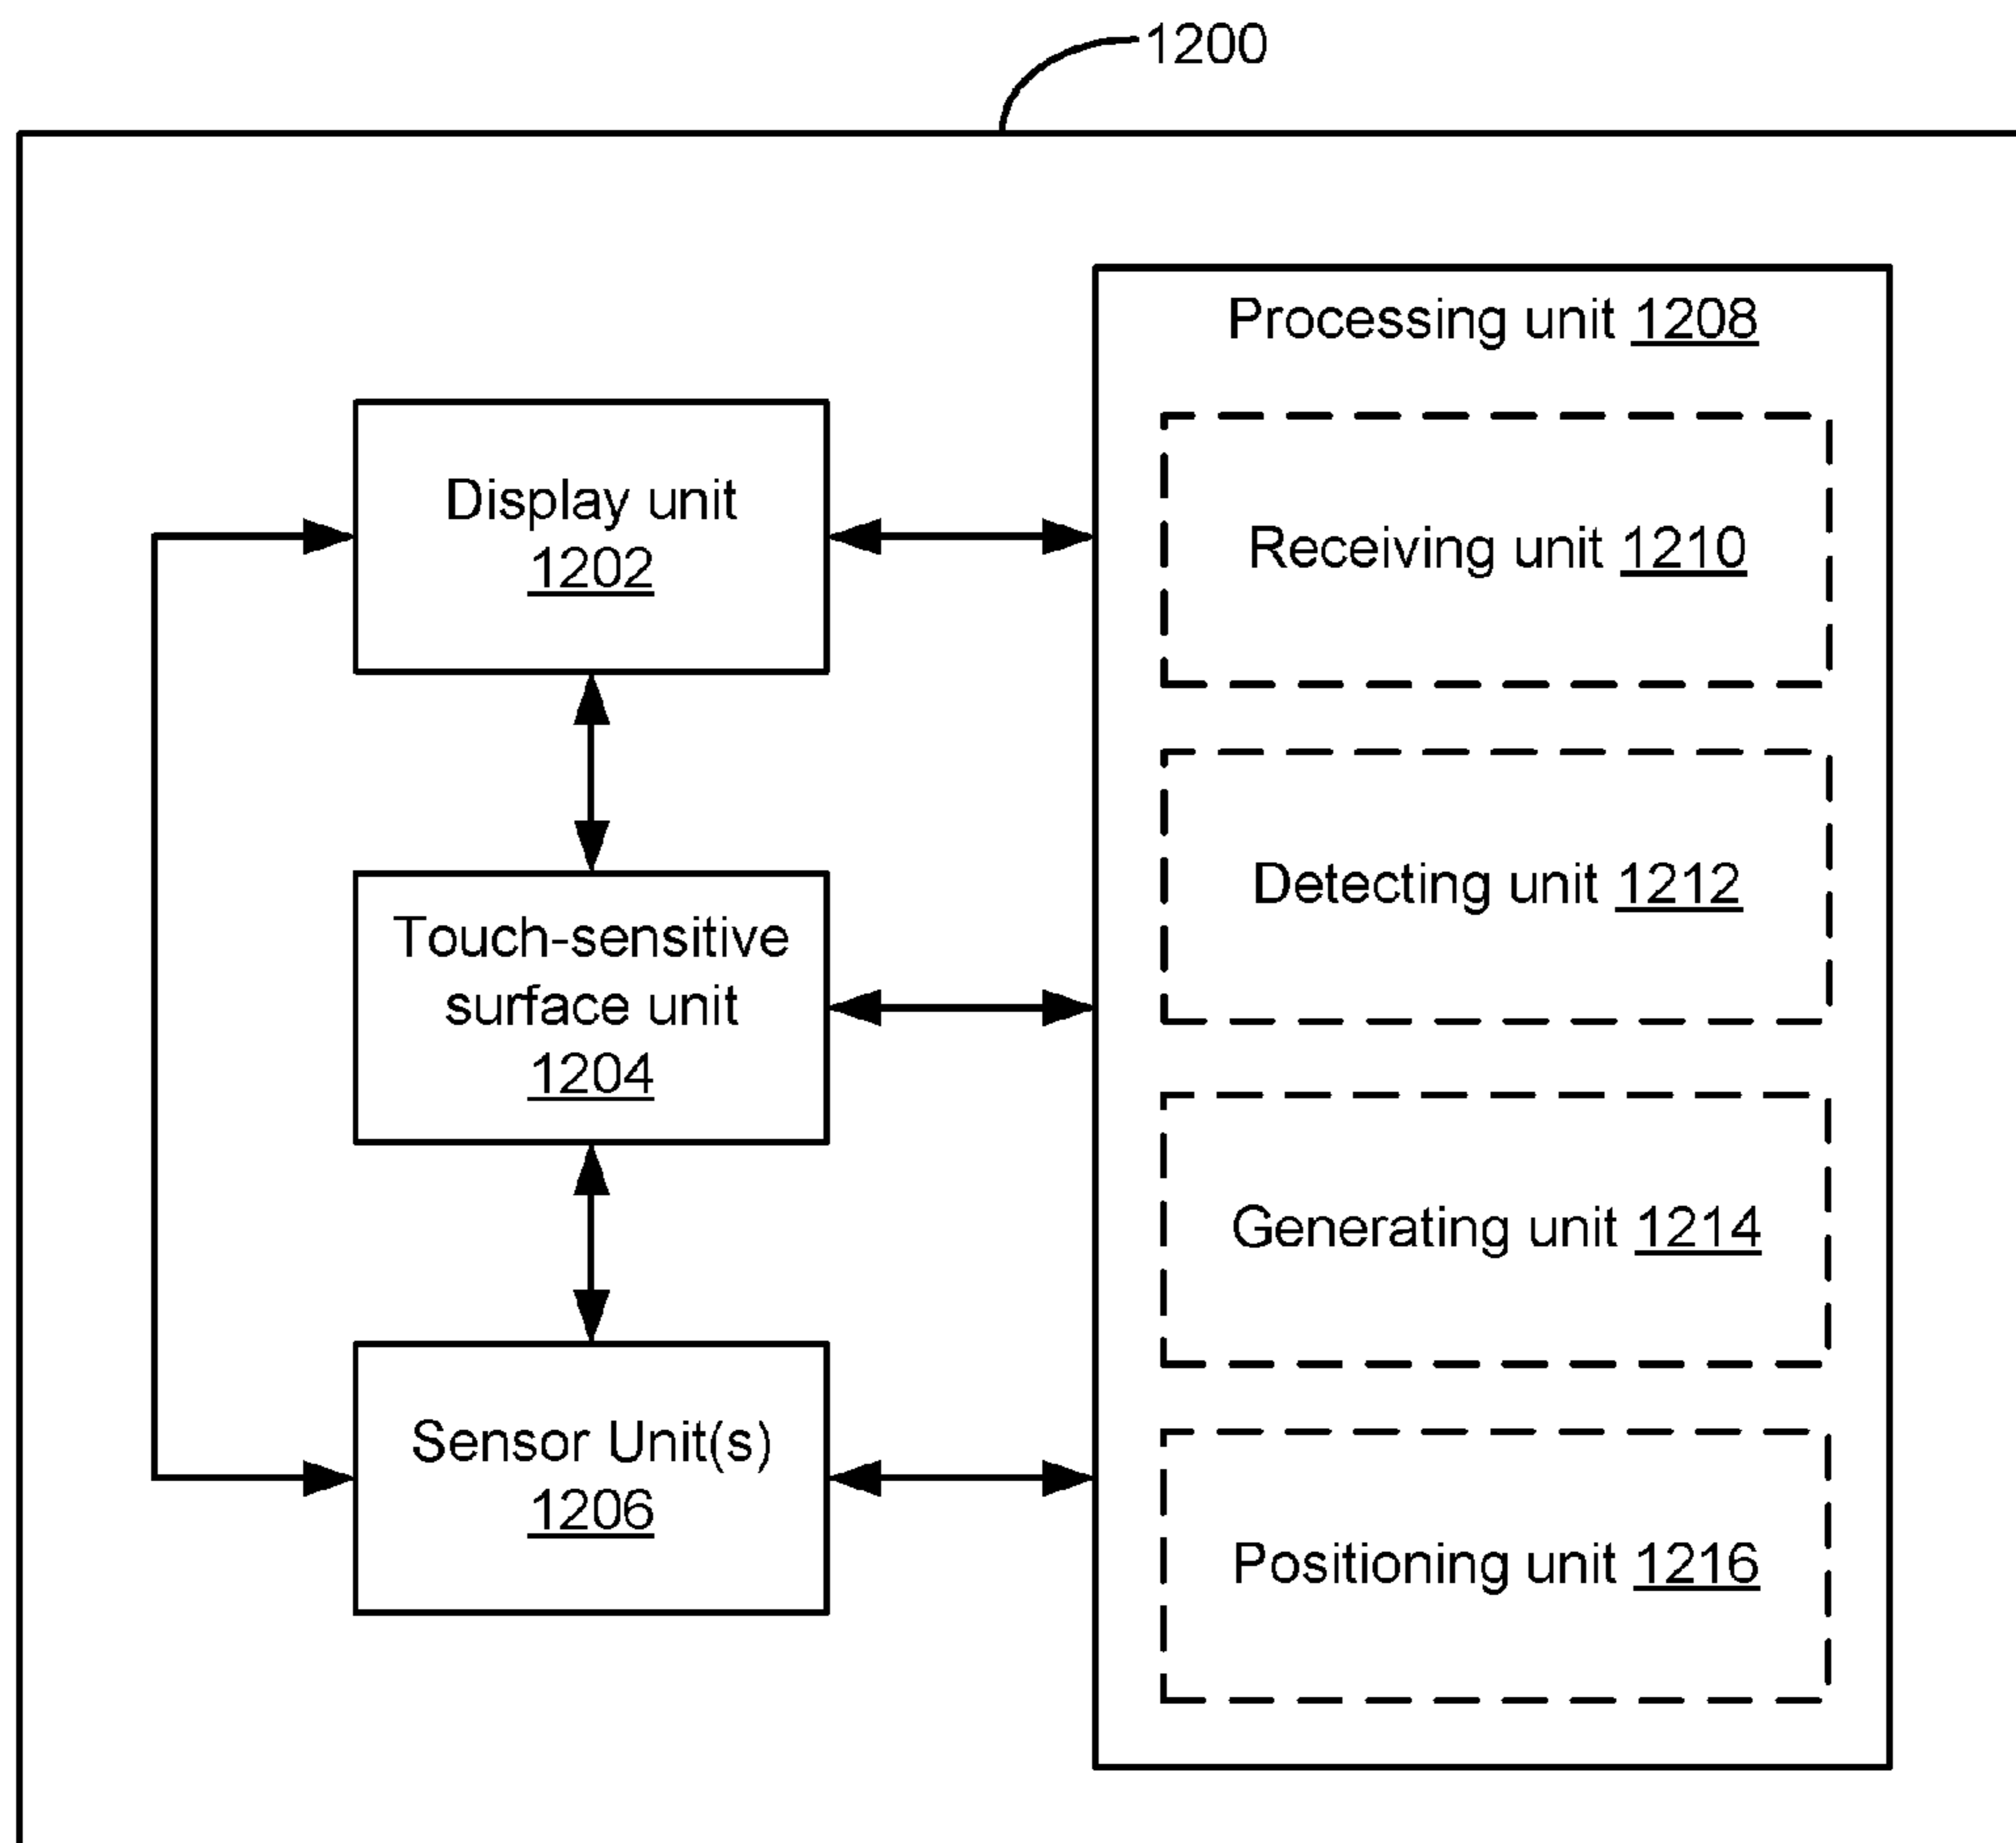 1200
Display unit
1202
Touch-sensitive
surface unit
1204
Sensor Unit(s)
1206
Processing unit 1208
Receiving unit 1210
Detecting unit 1212
Generating unit 1214
Positioning unit 1216